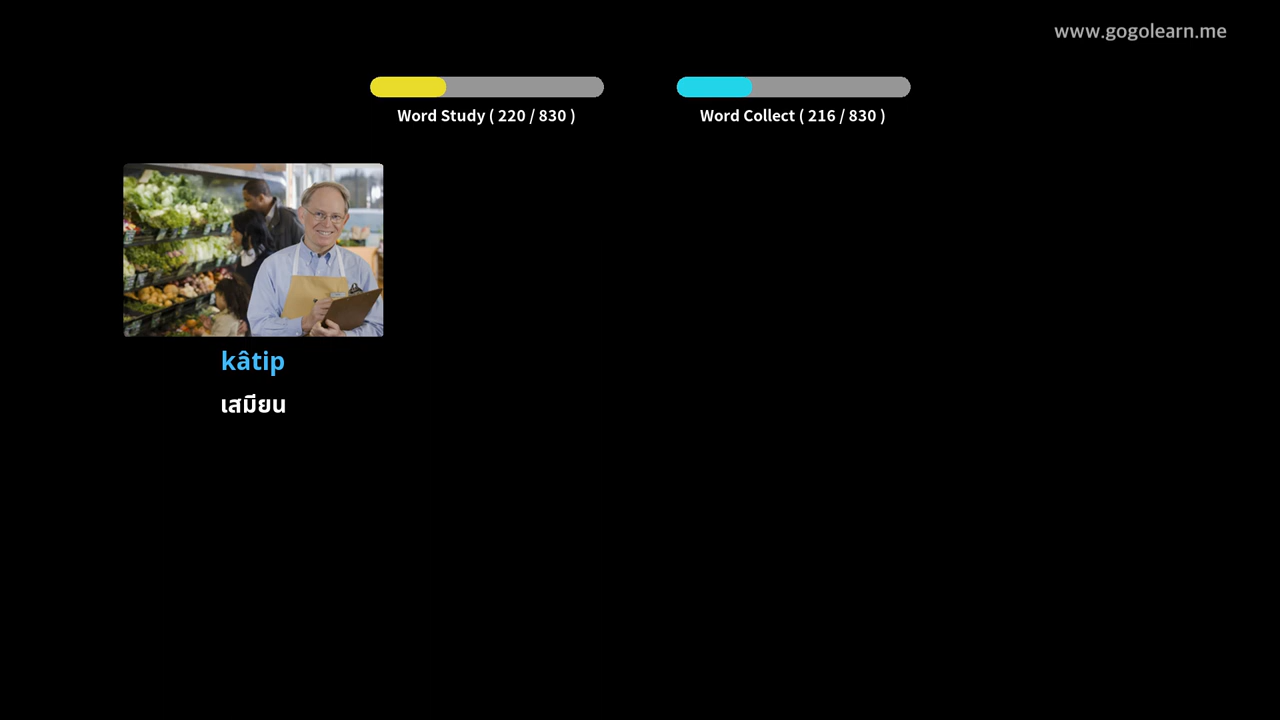 www.gogolearn.me
Word Study ( 220 / 830 )
Word Collect ( 216 / 830 )
kâtip
เสมียน